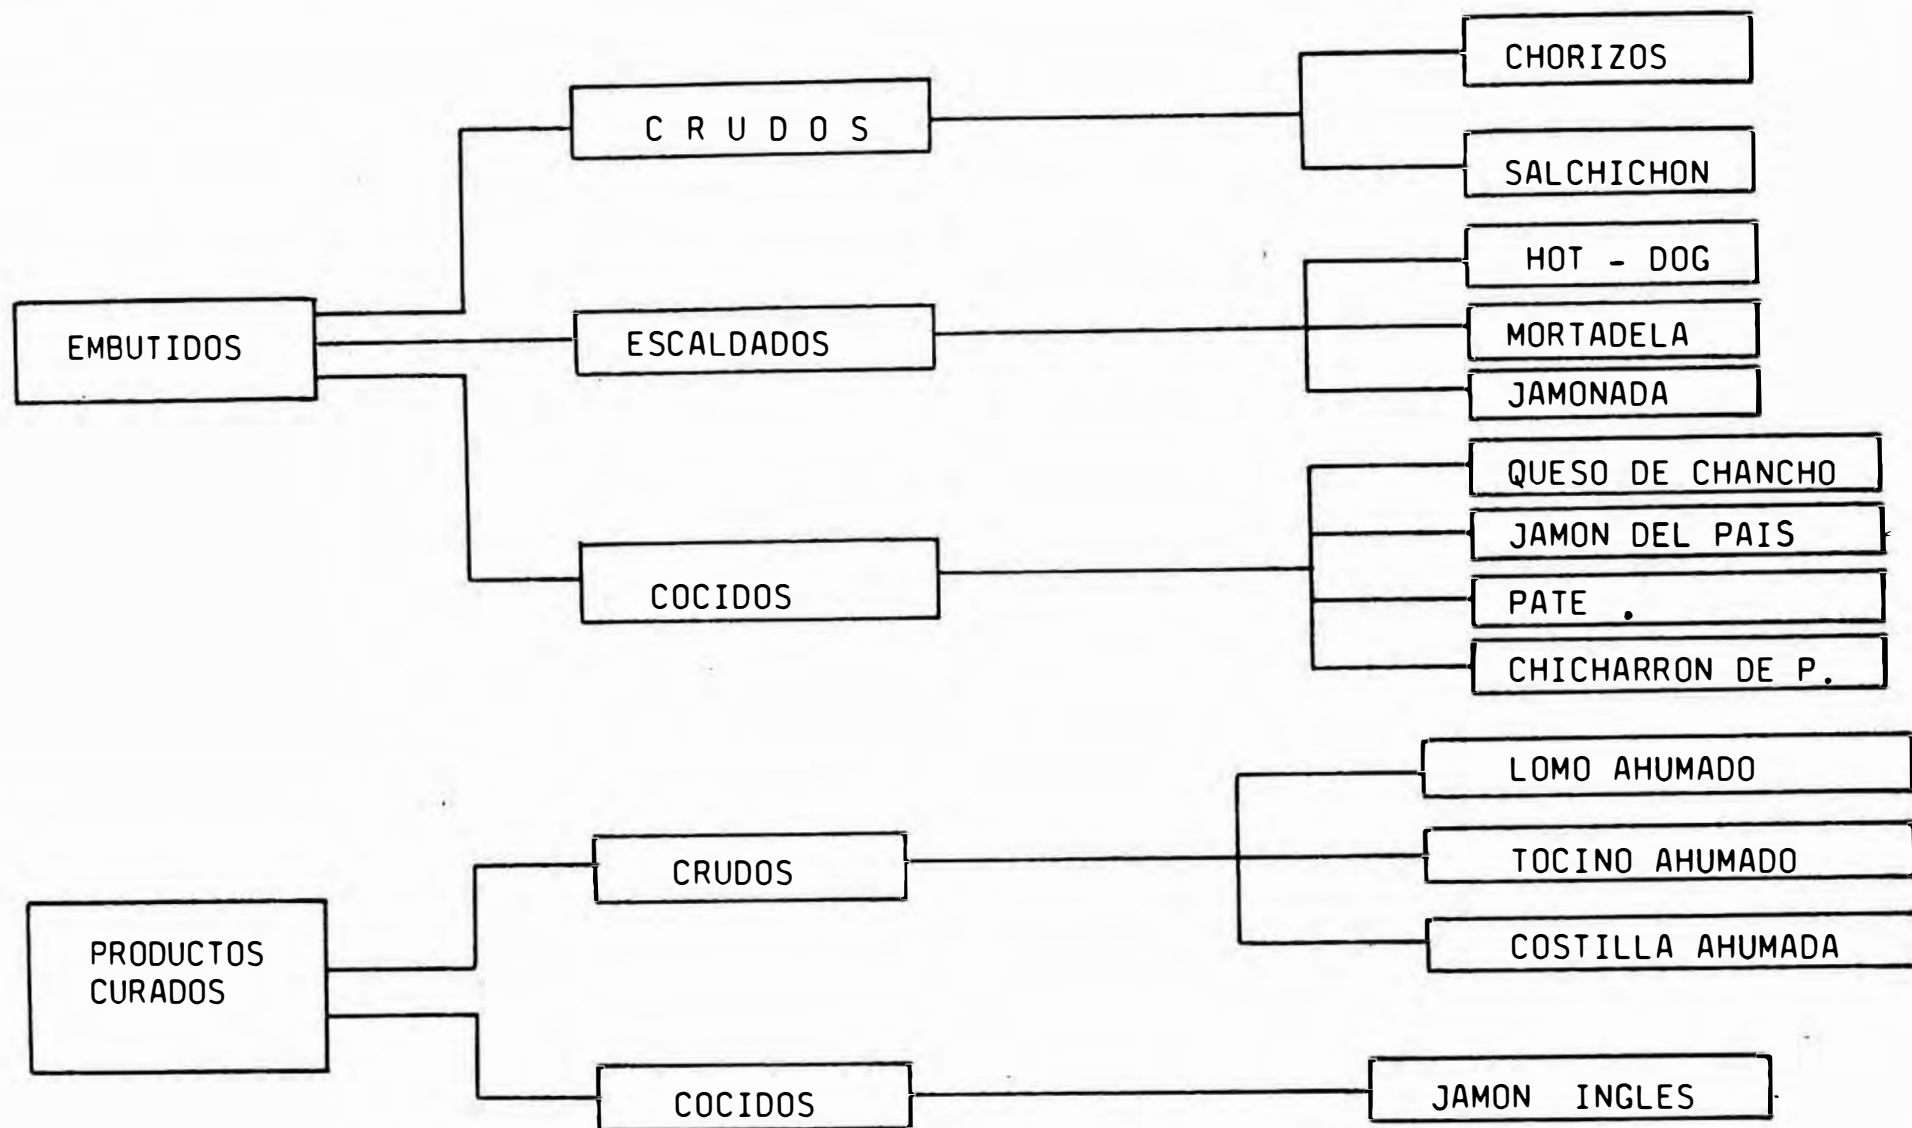 CHORIZOS
C R U D O S
SALCHICHON
HOT - DOG
EMBUTIDOS
ESCALDADOS
MORTADELA
JAMONADA
QUESO DE CHANCHO
JAMON DEL PAIS
COCIDOS
PATE .
CHICHARRON DE P.
LOMO AHUMADO
CRUDOS
TOCINO AHUMADO
PRODUCTOS
CURADOS
COSTILLA AHUMADA
COCIDOS
JAMON INGLES